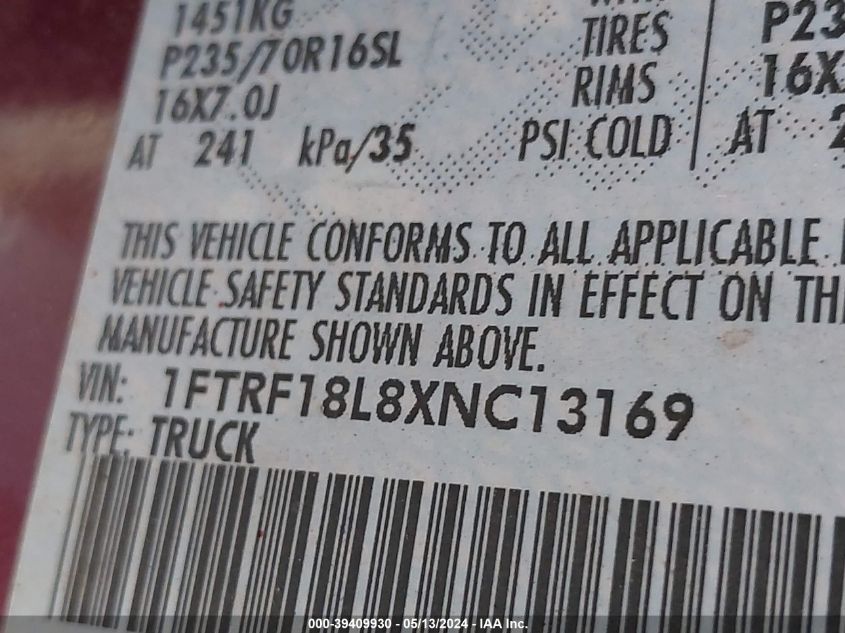 1451KG
P235/70R16SL TIRES P23
16X7.0J RIMS 16X
AT 241 kPa/35 PSI COLD AT 2
THIS VEHICLE CONFORMS TO ALL APPLICABLE
VEHICLE SAFETY STANDARDS IN EFFECT ON TH
MANUFACTURE SHOWN ABOVE.
VIN: 1FTRF18L8XNC13169
TYPE: TRUCK
000-39409930 - 05/13/2024 - IAA Inc.